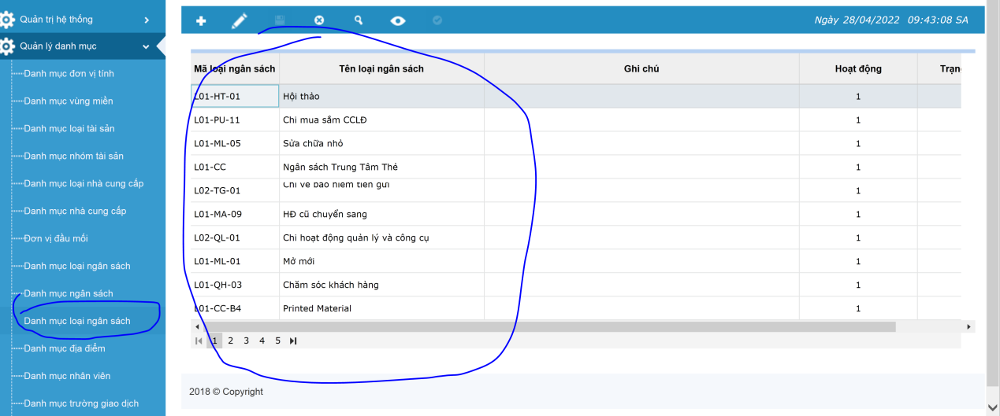 Quản trị hệ thống
Quản lý danh mục
Danh mục đơn vị tính
Danh mục vùng miền
Danh mục loại tài sản
Danh mục nhóm tài sản
Danh mục loại nhà cung cấp
Danh mục nhà cung cấp
Đơn vị đầu mối
Danh mục loại ngân sách
Danh mục ngân sách
Danh mục loại ngân sách
Danh mục địa điểm
Danh mục nhân viên
Danh mục trường giao dịch
Ngày 28/04/2022 09:43:08 SA
Mã loại ngân sách Tên loại ngân sách Ghi chú Hoạt động Trạn
L01-HT-01 Hội thảo 1
L01-PU-11 Chi mua sắm CCLĐ 1
L01-ML-05 Sửa chữa nhỏ 1
L01-CC Ngân sách Trung Tâm Thẻ 1
L02-TG-01 Chi về bảo hiểm tiền gửi 1
L01-MA-09 HĐ cũ chuyển sang 1
L02-QL-01 Chi hoạt động quản lý và công cụ 1
L01-ML-01 Mở mới 1
L01-QH-03 Chăm sóc khách hàng 1
L01-CC-B4 Printed Material 1
1 2 3 4 5
2018 © Copyright